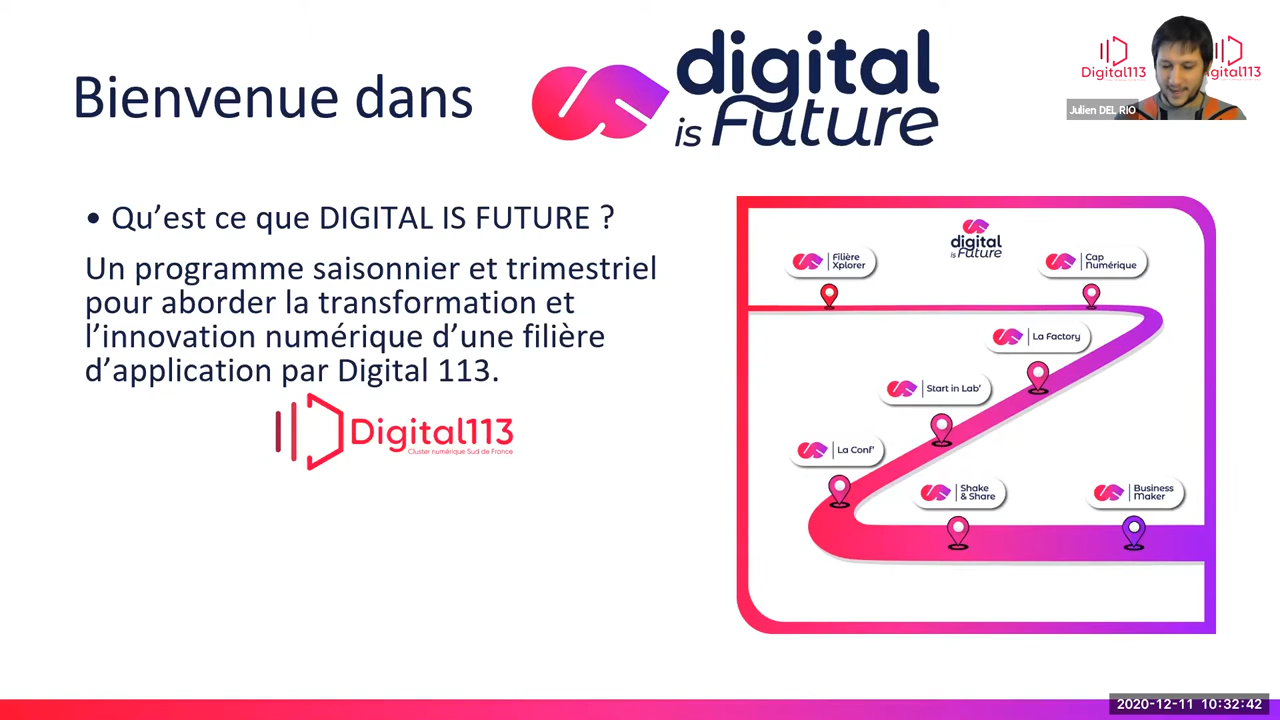 Bienvenue dans
digital
is Future
Digital113
Digital113
Julien DEL RIO
• Qu’est ce que DIGITAL IS FUTURE ?
Un programme saisonnier et trimestriel
pour aborder la transformation et
l’innovation numérique d’une filière
d’application par Digital 113.
Digital113
Cluster numérique Sud de France
digital
is Future
Filière
Xplorer
Cap
Numérique
La Factory
Start in Lab'
La Conf'
Shake
& Share
Business
Maker
2020-12-11 10:32:42